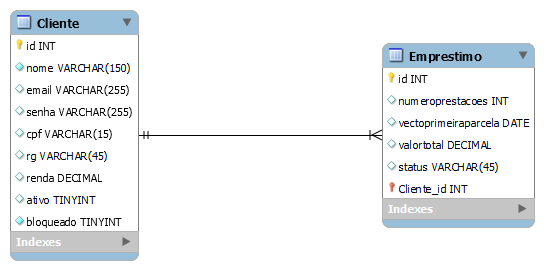 Cliente
id INT
nome VARCHAR(150)
email VARCHAR(255)
senha VARCHAR(255)
cpf VARCHAR(15)
rg VARCHAR(45)
renda DECIMAL
ativo TINYINT
bloqueado TINYINT
Indexes
Emprestimo
id INT
numeroprestacoes INT
vectoprimeiraparcela DATE
valortotal DECIMAL
status VARCHAR(45)
Cliente_id INT
Indexes